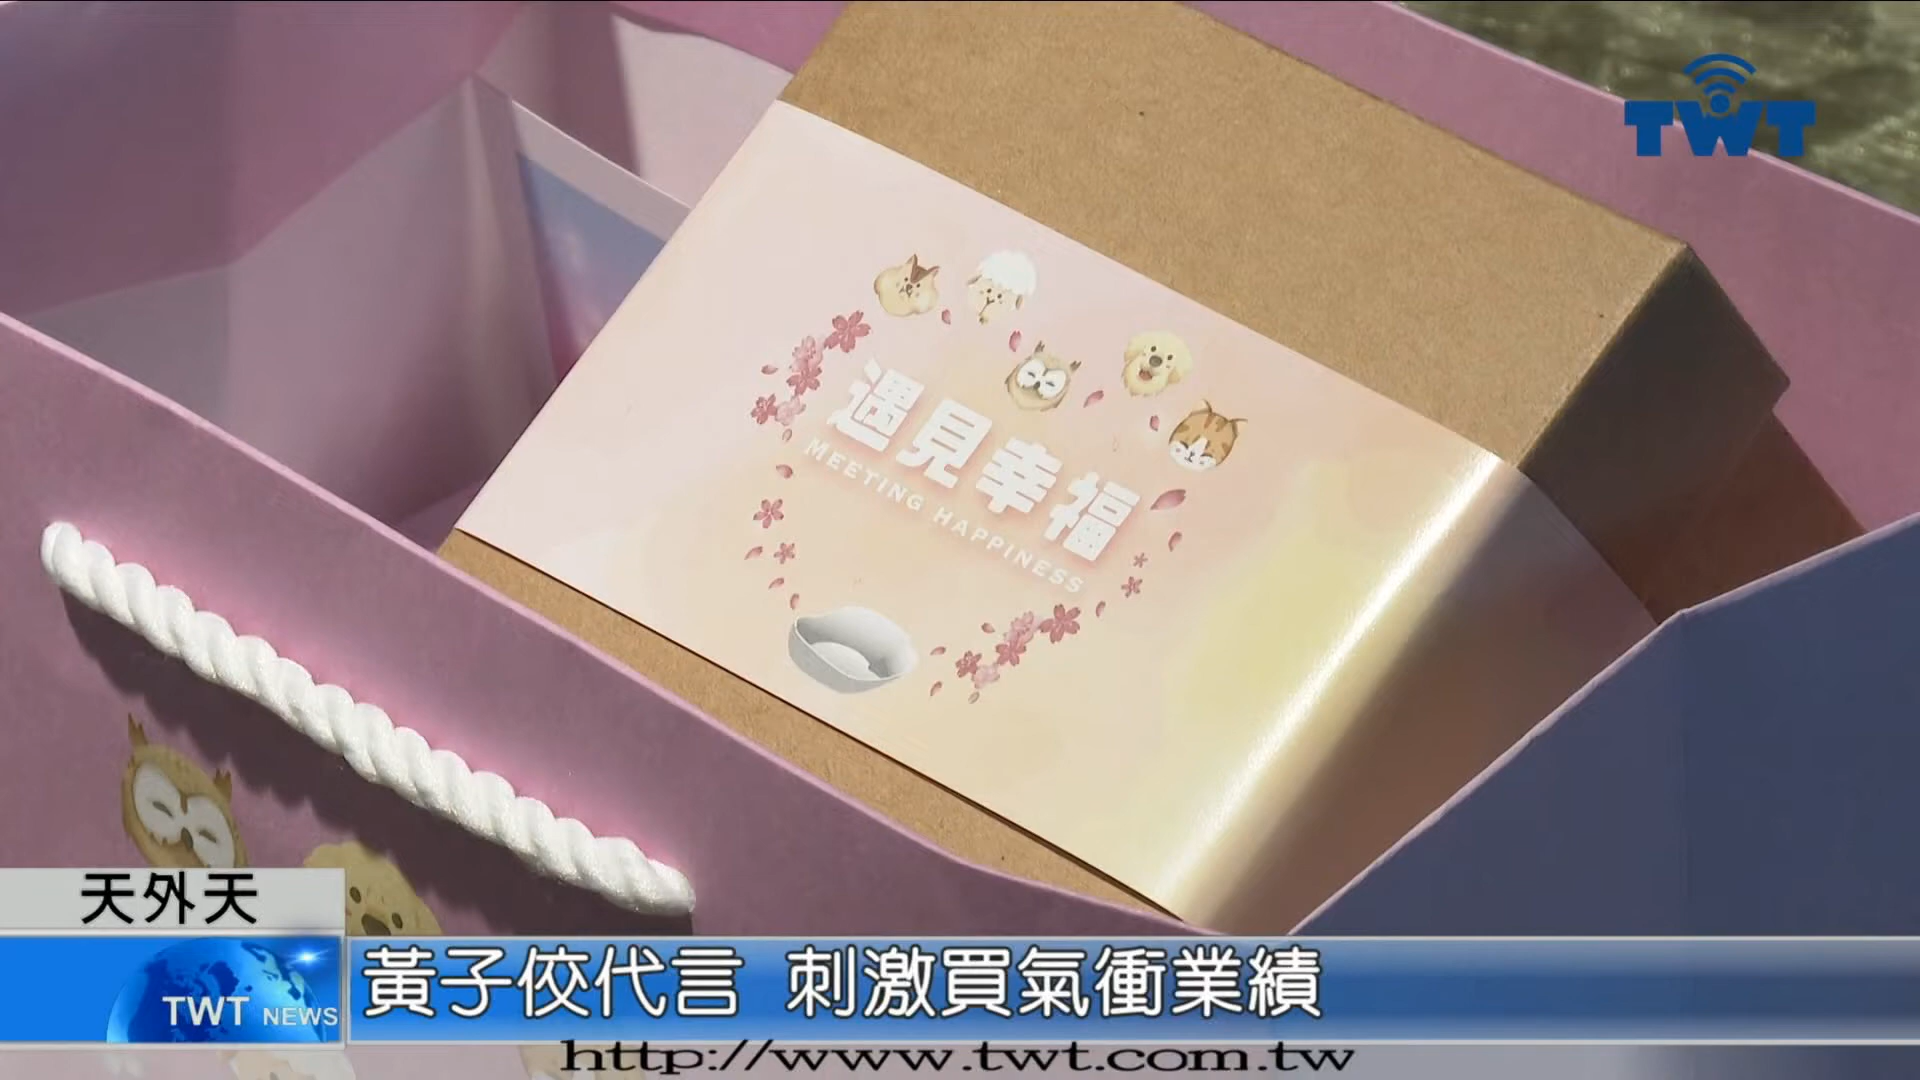 TWT
遇見幸福
MEETING HAPPINESS
天外天
TWT NEWS
黃子佼代言 刺激買氣衝業績
http://www.twt.com.tw